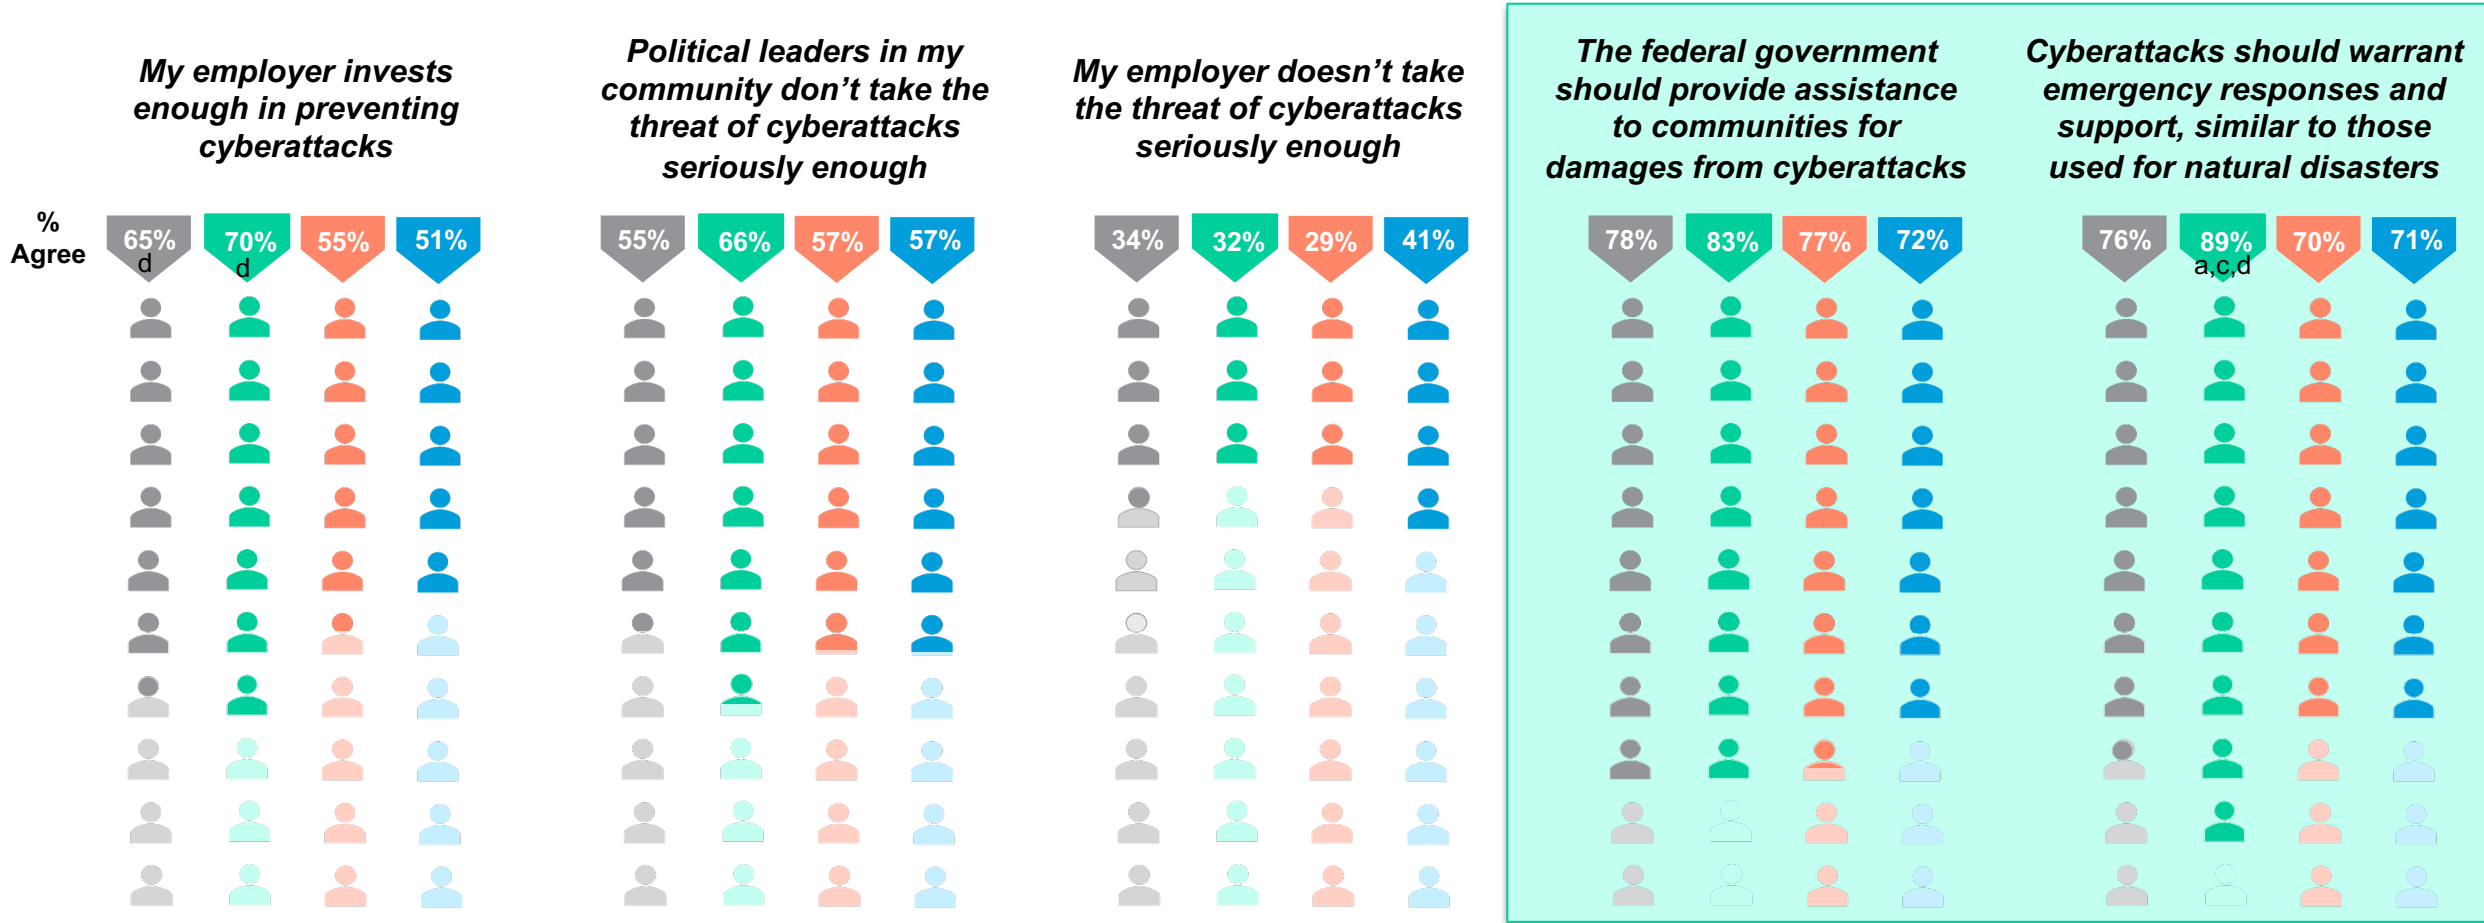 My employer invests
enough in preventing
cyberattacks
Political leaders in my
community don’t take the
threat of cyberattacks
seriously enough
My employer doesn’t take
the threat of cyberattacks
seriously enough
The federal government
should provide assistance
to communities for
damages from cyberattacks
Cyberattacks should warrant
emergency responses and
support, similar to those
used for natural disasters
%
Agree
65%
d
70%
d
55%
51%
55%
66%
57%
57%
34%
32%
29%
41%
78%
83%
77%
72%
76%
89%
a,c,d
70%
71%